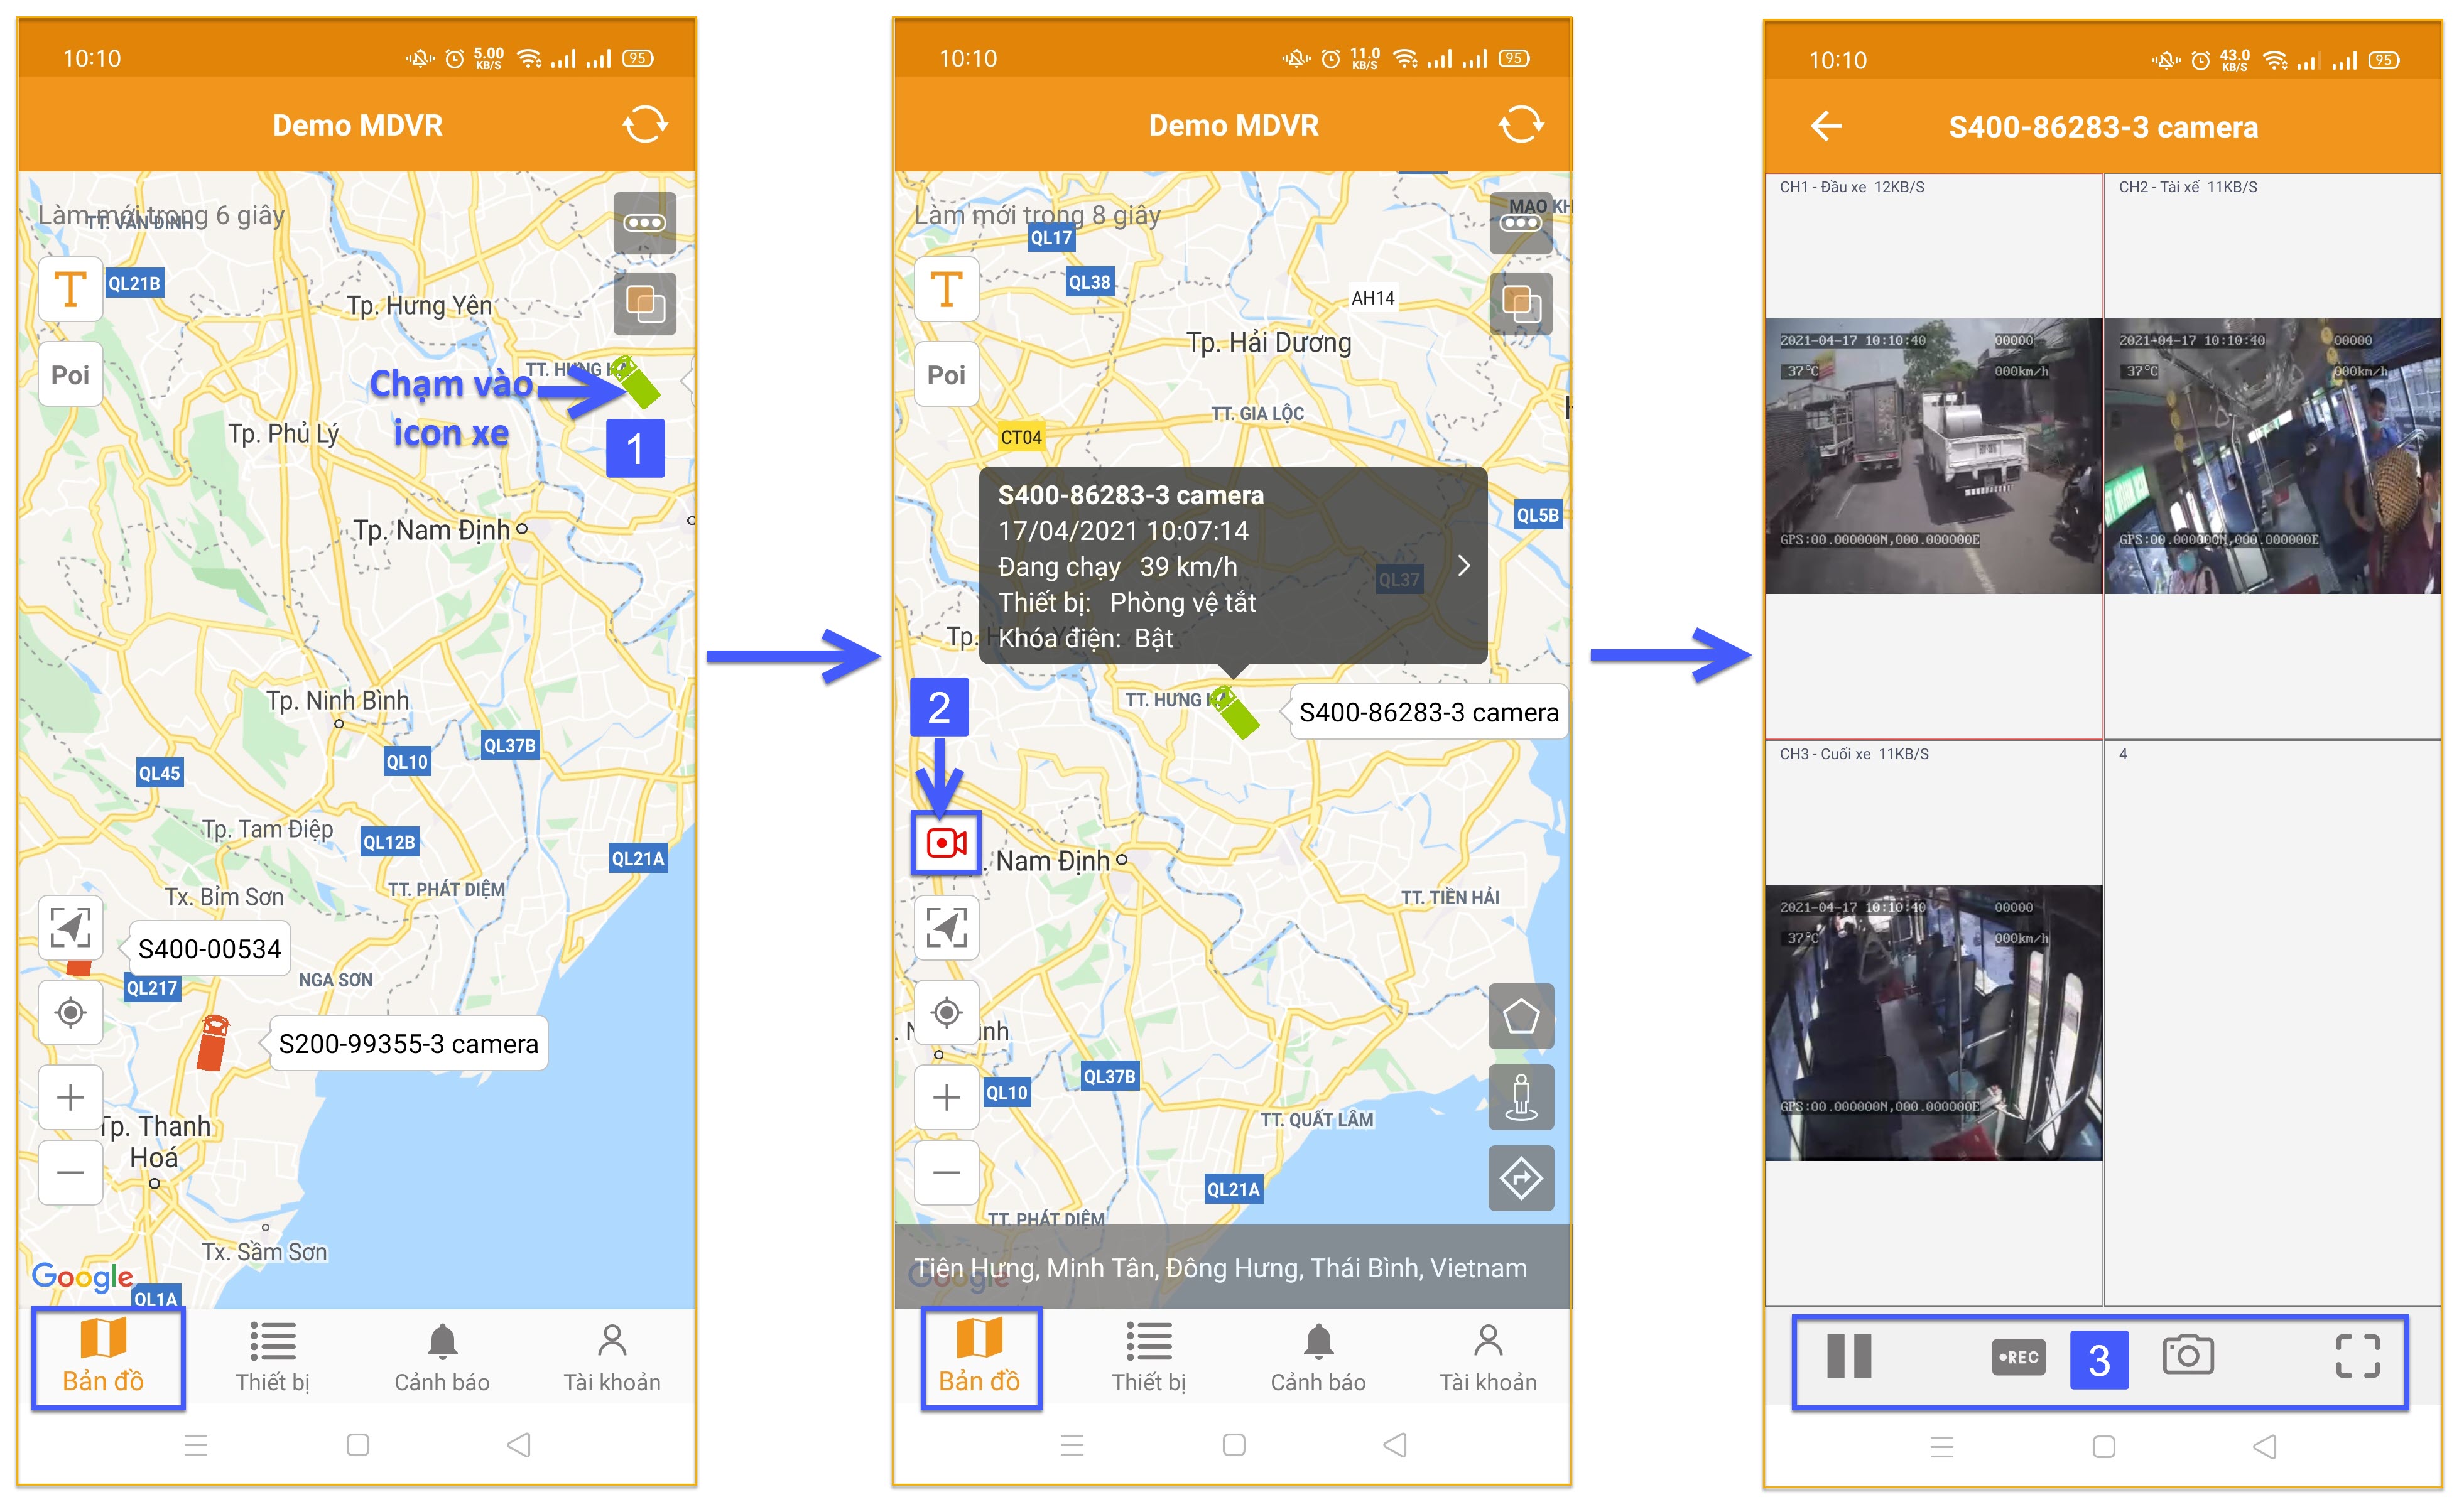 10:10
5.00
KB/S
95
Demo MDVR
Làm mới trong 6 giây
TT. VÂN ĐÌNH
T
QL21B
Tp. Hưng Yên
Poi
TT. HƯNG HÀ
Chạm vào
icon xe
1
Tp. Phủ Lý
Tp. Nam Định
Tp. Ninh Bình
QL37B
QL10
QL45
Tp. Tam Điệp
QL12B
QL21A
TT. PHÁT DIỆM
Tx. Bỉm Sơn
S400-00534
NGA SƠN
QL217
S200-99355-3 camera
Tp. Thanh
Hoá
Tx. Sầm Sơn
Google
QL1A
Bản đồ
Thiết bị
Cảnh báo
Tài khoản
10:10
11.0
KB/S
95
Demo MDVR
Làm mới trong 8 giây
MAO KH
QL17
QL38
T
AH14
Tp. Hải Dương
Poi
TT. GIA LỘC
CT04
S400-86283-3 camera
17/04/2021 10:07:14
Đang chạy 39 km/h
Thiết bị: Phòng vệ tắt
Khóa điện: Bật
QL5B
QL37
2
TT. HƯNG HÀ
S400-86283-3 camera
. Nam Định
TT. TIỀN HẢI
QL37B
QL10
TT. QUẤT LÂM
QL21A
TT. PHÁT DIỆM
Tiên Hưng, Minh Tân, Đông Hưng, Thái Bình, Vietnam
Bản đồ
Thiết bị
Cảnh báo
Tài khoản
10:10
43.0
KB/S
95
S400-86283-3 camera
CH1 - Đầu xe 12KB/S
2021-04-17 10:10:40 00000
37°C 000km/h
GPS:00.000000N,000.000000E
CH2 - Tài xế 11KB/S
2021-04-17 10:10:40 00000
37°C 000km/h
GPS:00.000000N,000.000000E
CH3 - Cuối xe 11KB/S
2021-04-17 10:10:40 00000
37°C 000km/h
GPS:00.000000N,000.000000E
4
REC
3